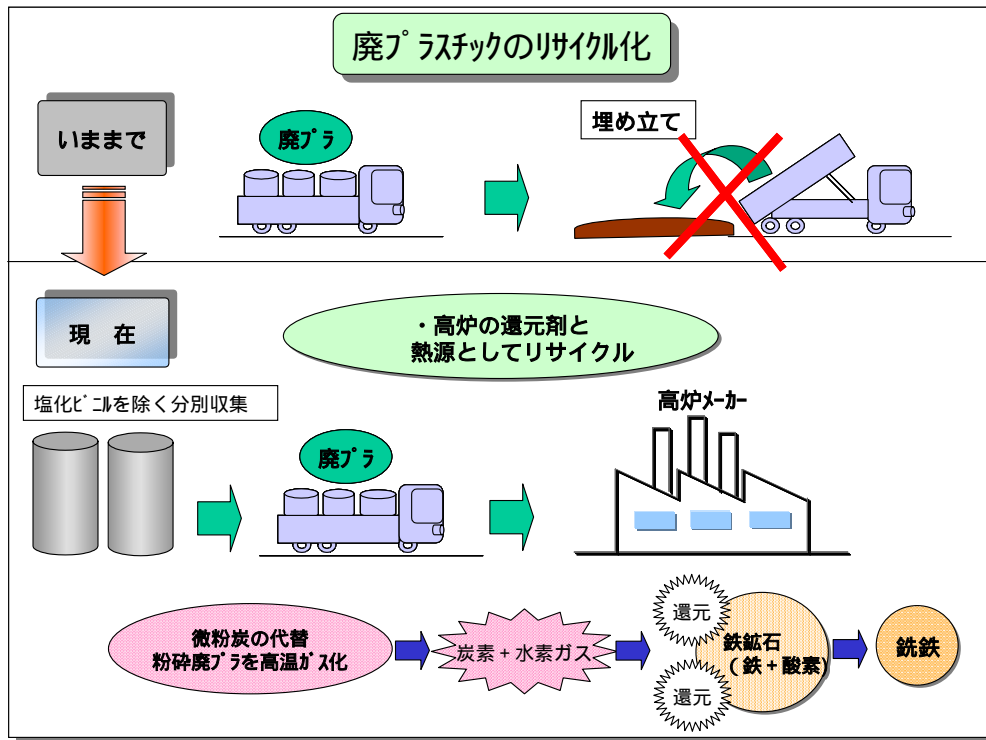 廃ﾌﾟﾗｽﾁｯｸのﾘｻｲｸﾙ化
いままで
廃ﾌﾟﾗ
埋め立て
現　在
・高炉の還元剤と
熱源としてリサイクル
塩化ﾋﾞﾆﾙを除く分別収集
廃ﾌﾟﾗ
高炉ﾒｰｶｰ
微粉炭の代替
粉砕廃ﾌﾟﾗを高温ｶﾞｽ化
炭素＋水素ガス
還元
鉄鉱石
（鉄＋酸素)
還元
銑鉄